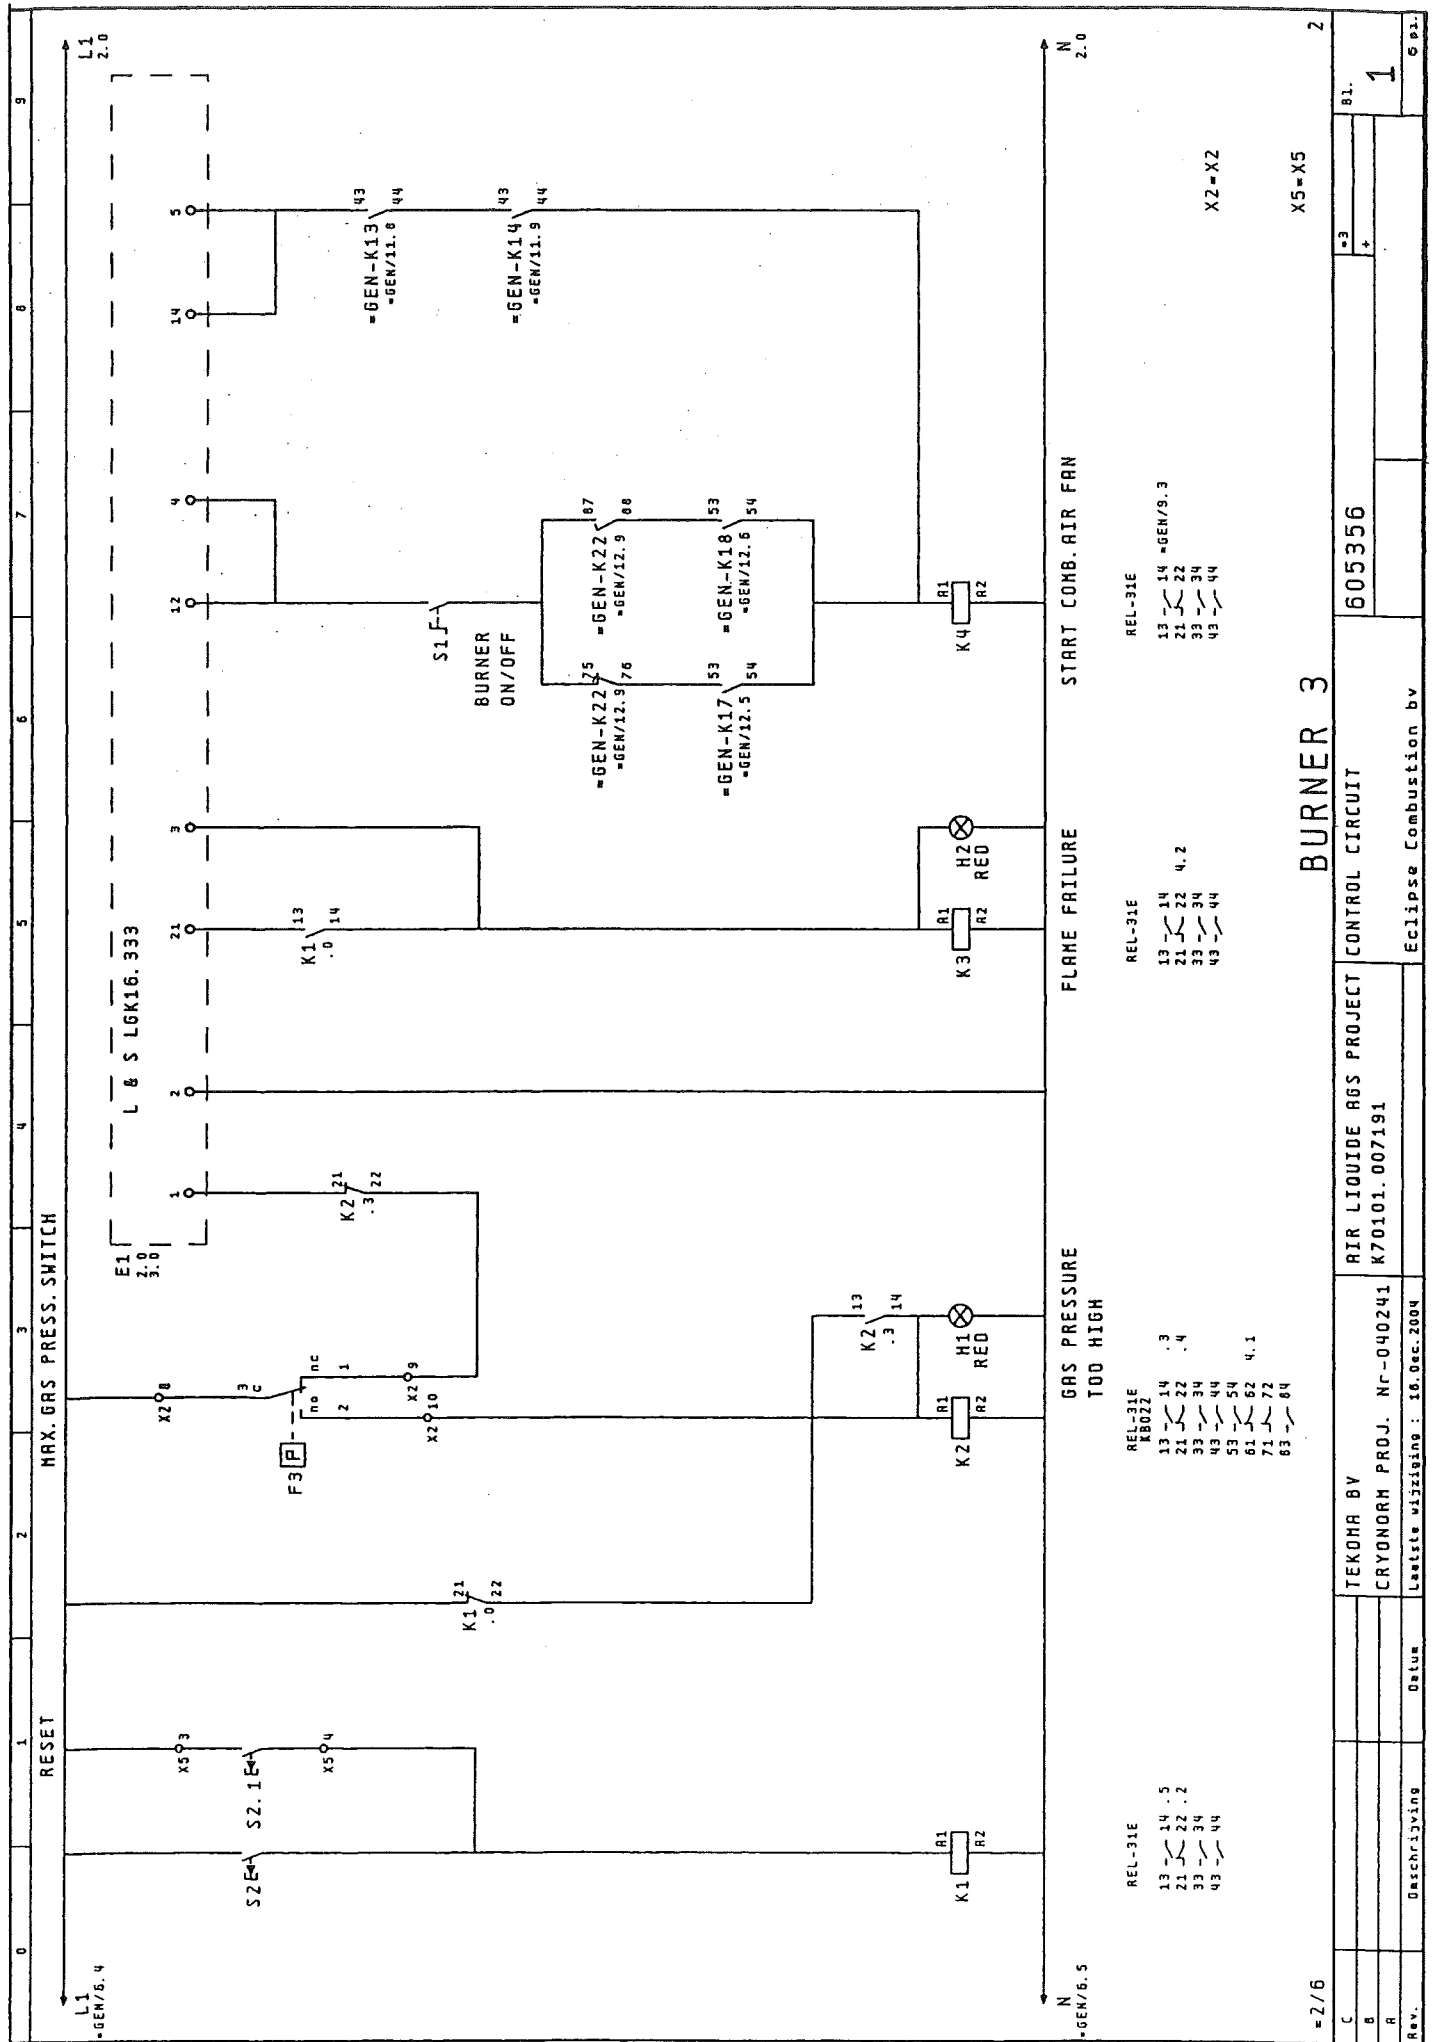 0 1 2 3 4 5 6 7 8 9
L1
=GEN/6.4
RESET
MAX. GAS PRESS. SWITCH
L1
2.0
E1
2.0
3.0
L & S LGK16.333
1 2 21 3 12 4 14 5
S2
S2.1
X5 3
X5 4
K1 21 22
.0
X2 8
F3 P
3 c
no nc
2 1
X2 10
X2 9
K2 21 22
.3
K1 13 14
.0
S1
BURNER
ON/OFF
=GEN-K22 75 76
=GEN/12.9
=GEN-K22 87 88
=GEN/12.9
=GEN-K17 53 54
=GEN/12.5
=GEN-K18 53 54
=GEN/12.6
=GEN-K13 43 44
=GEN/11.8
=GEN-K14 43 44
=GEN/11.9
K2 13 14
.3
K1 A1 A2
K2 A1 A2
H1
RED
K3 A1 A2
H2
RED
K4 A1 A2
N
=GEN/6.5
N
2.0
GAS PRESSURE
TOO HIGH
FLAME FAILURE
START COMB. AIR FAN
REL-31E
13 14 .5
21 22 .2
33 34
43 44
REL-31E
KB022
13 14 .3
21 22 .4
33 34
43 44
53 54
61 62 4.1
71 72
83 84
REL-31E
13 14
21 22 4.2
33 34
43 44
REL-31E
13 14 =GEN/9.3
21 22
33 34
43 44
X2=X2
X5=X5
=2/6
BURNER 3
2
C
B
A
Rev. Omschrijving Datum
TEKOMA BV
CRYONORM PROJ. Nr-040241
Laatste wijziging : 16.Dec.2004
AIR LIQUIDE AGS PROJECT
K70101.007191
CONTROL CIRCUIT
Eclipse Combustion bv
605356
=3
+
Bl.
1
6 Bl.